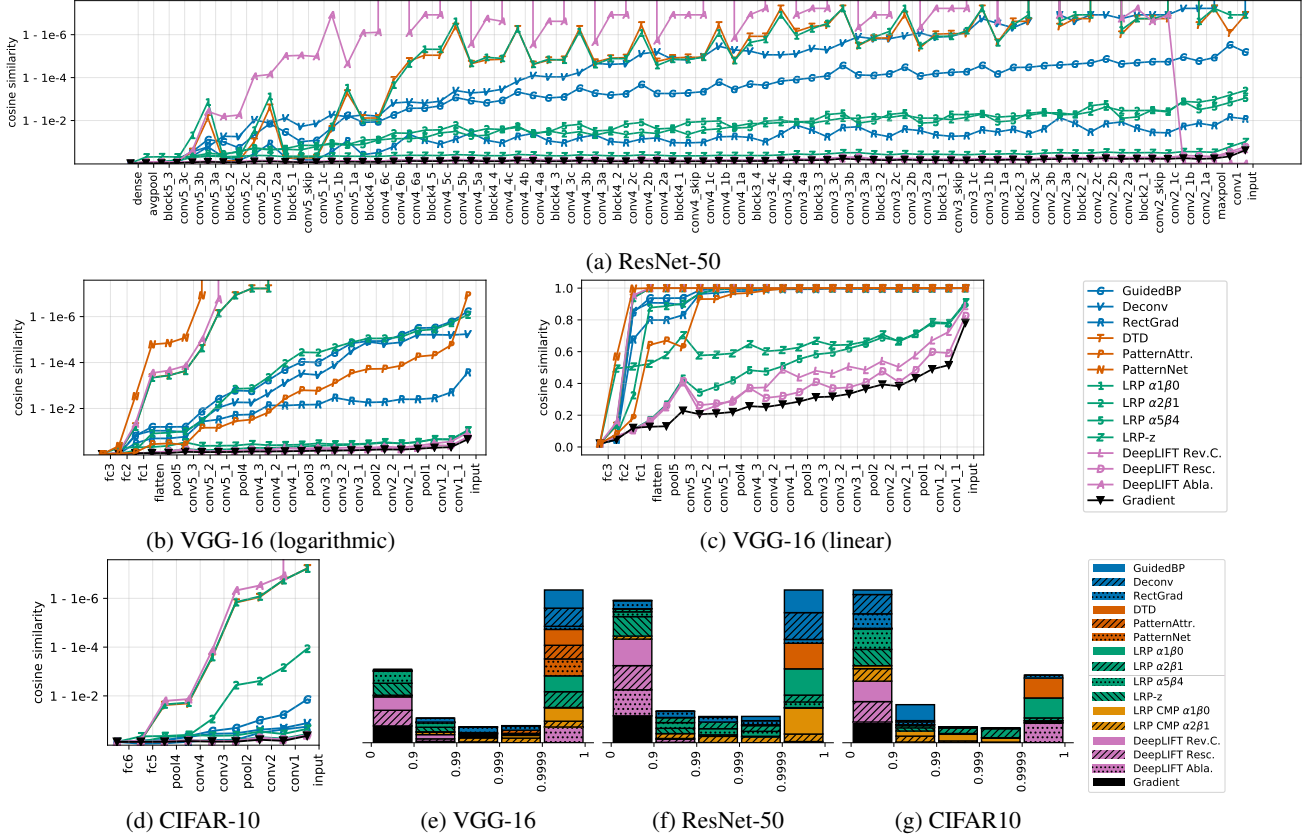 cosine similarity
1 - 1e-6
1 - 1e-4
1 - 1e-2
dense
avgpool
block5_3
conv5_3c
conv5_3b
conv5_3a
block5_2
conv5_2c
conv5_2b
conv5_2a
block5_1
conv5_skip
conv5_1c
conv5_1b
conv5_1a
block4_6
conv4_6c
conv4_6b
conv4_6a
block4_5
conv4_5c
conv4_5b
conv4_5a
block4_4
conv4_4c
conv4_4b
conv4_4a
block4_3
conv4_3c
conv4_3b
conv4_3a
block4_2
conv4_2c
conv4_2b
conv4_2a
block4_1
conv4_skip
conv4_1c
conv4_1b
conv4_1a
block3_4
conv3_4c
conv3_4b
conv3_4a
block3_3
conv3_3c
conv3_3b
conv3_3a
block3_2
conv3_2c
conv3_2b
conv3_2a
block3_1
conv3_skip
conv3_1c
conv3_1b
conv3_1a
block2_3
conv2_3c
conv2_3b
conv2_3a
block2_2
conv2_2c
conv2_2b
conv2_2a
block2_1
conv2_skip
conv2_1c
conv2_1b
conv2_1a
maxpool
conv1
input
(a) ResNet-50
cosine similarity
1 - 1e-6
1 - 1e-4
1 - 1e-2
fc3
fc2
fc1
flatten
pool5
conv5_3
conv5_2
conv5_1
pool4
conv4_3
conv4_2
conv4_1
pool3
conv3_3
conv3_2
conv3_1
pool2
conv2_2
conv2_1
pool1
conv1_2
conv1_1
input
(b) VGG-16 (logarithmic)
1.0
0.8
0.6
0.4
0.2
0.0
fc3
fc2
fc1
flatten
pool5
conv5_3
conv5_2
conv5_1
pool4
conv4_3
conv4_2
conv4_1
pool3
conv3_3
conv3_2
conv3_1
pool2
conv2_2
conv2_1
pool1
conv1_2
conv1_1
input
(c) VGG-16 (linear)
GuidedBP
Deconv
RectGrad
DTD
PatternAttr.
PatternNet
LRP α1β0
LRP α2β1
LRP α5β4
LRP-z
DeepLIFT Rev.C.
DeepLIFT Resc.
DeepLIFT Abla.
Gradient
cosine similarity
1 - 1e-6
1 - 1e-4
1 - 1e-2
fc6
fc5
pool4
conv4
conv3
pool2
conv2
conv1
input
(d) CIFAR-10
0
0.9
0.99
0.999
0.9999
1
(e) VGG-16
0
0.9
0.99
0.999
0.9999
1
(f) ResNet-50
0
0.9
0.99
0.999
0.9999
1
(g) CIFAR10
GuidedBP
Deconv
RectGrad
DTD
PatternAttr.
PatternNet
LRP α1β0
LRP α2β1
LRP α5β4
LRP-z
LRP CMP α1β0
LRP CMP α2β1
DeepLIFT Rev.C.
DeepLIFT Resc.
DeepLIFT Abla.
Gradient